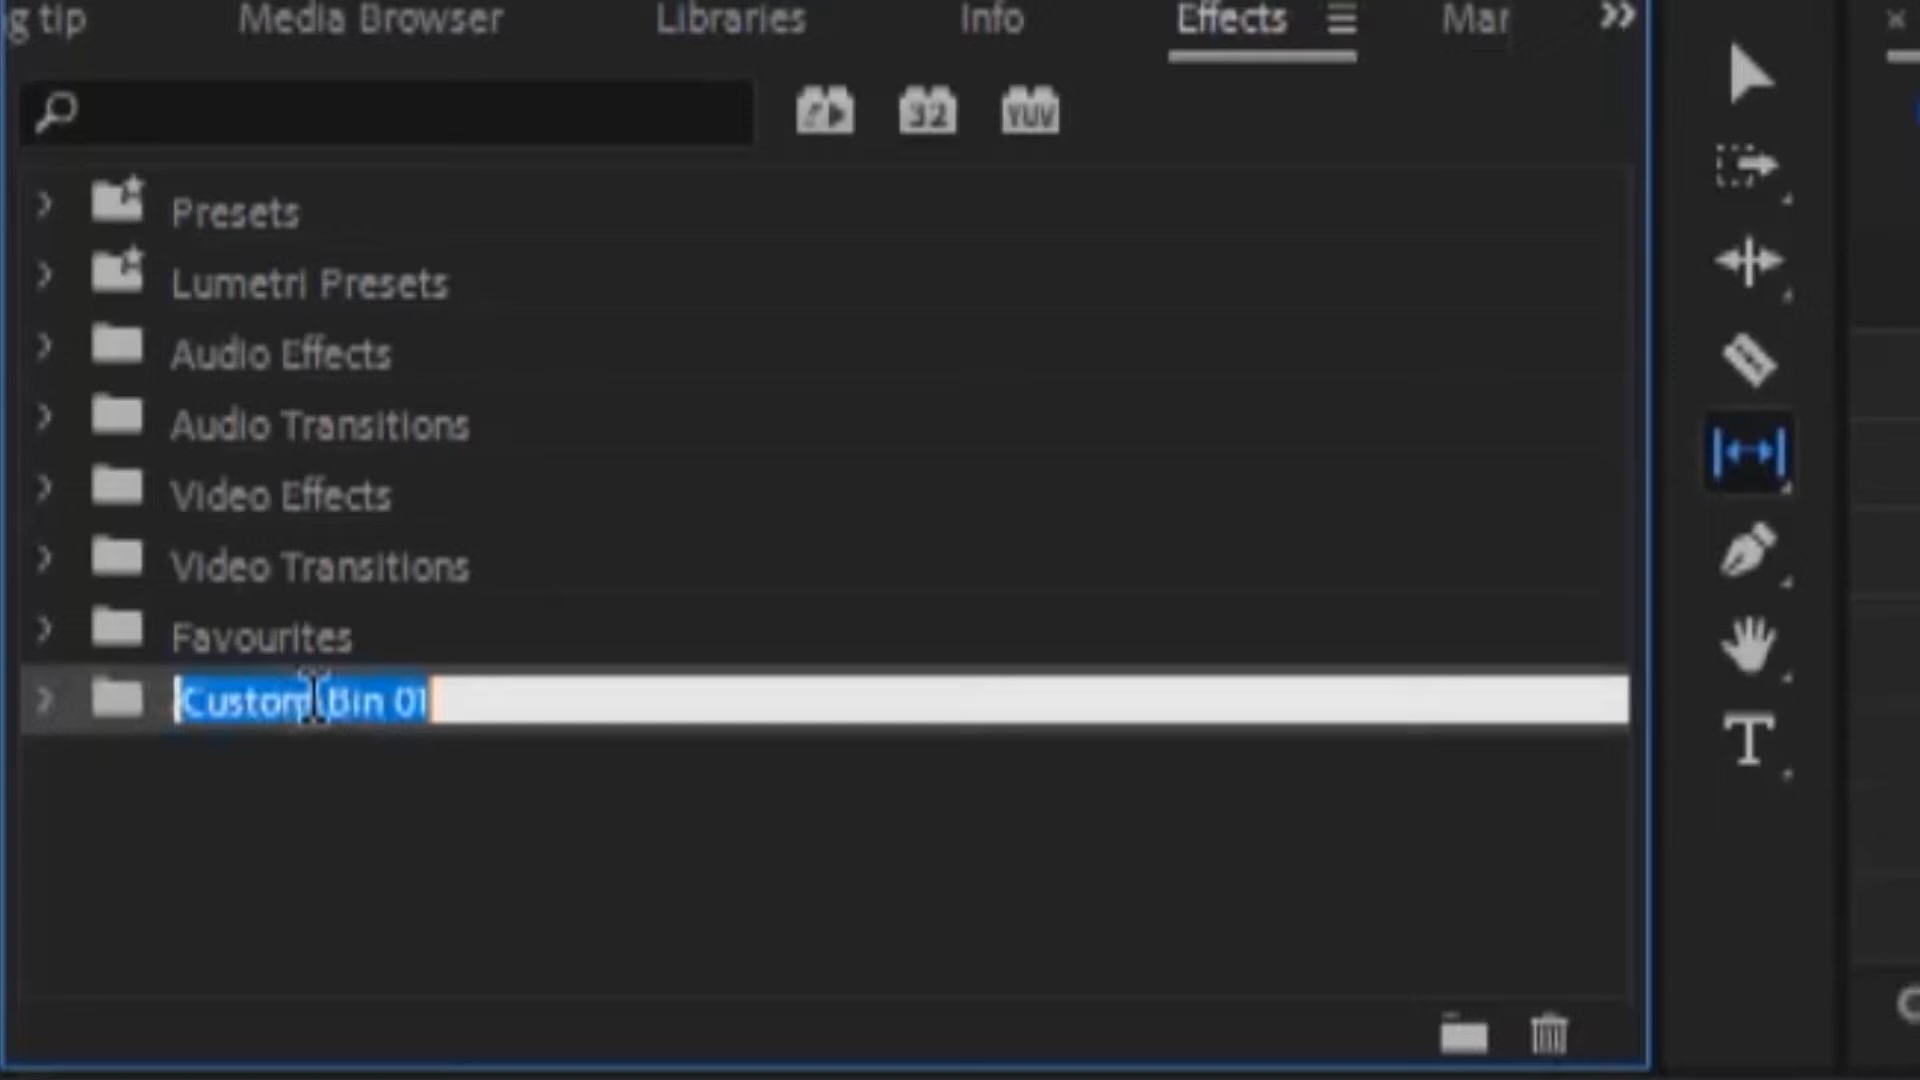 g tip Media Browser Libraries Info Effects Mar
32 YUV
Presets
Lumetri Presets
Audio Effects
Audio Transitions
Video Effects
Video Transitions
Favourites
Custom Bin 01